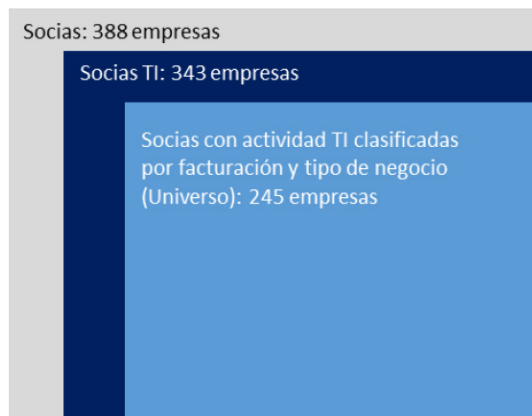 Socias: 388 empresas
Socias TI: 343 empresas
Socias con actividad TI clasificadas
por facturación y tipo de negocio
(Universo): 245 empresas